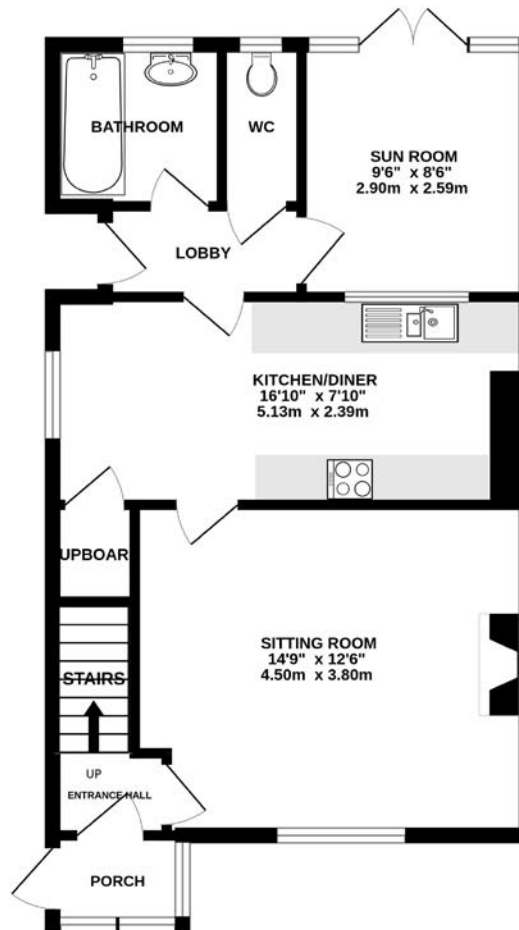 BATHROOM
WC
SUN ROOM
9'6" x 8'6"
2.90m x 2.59m
LOBBY
KITCHEN/DINER
16'10" x 7'10"
5.13m x 2.39m
UPBOAR
SITTING ROOM
14'9" x 12'6"
4.50m x 3.80m
STAIRS
UP
ENTRANCE HALL
PORCH